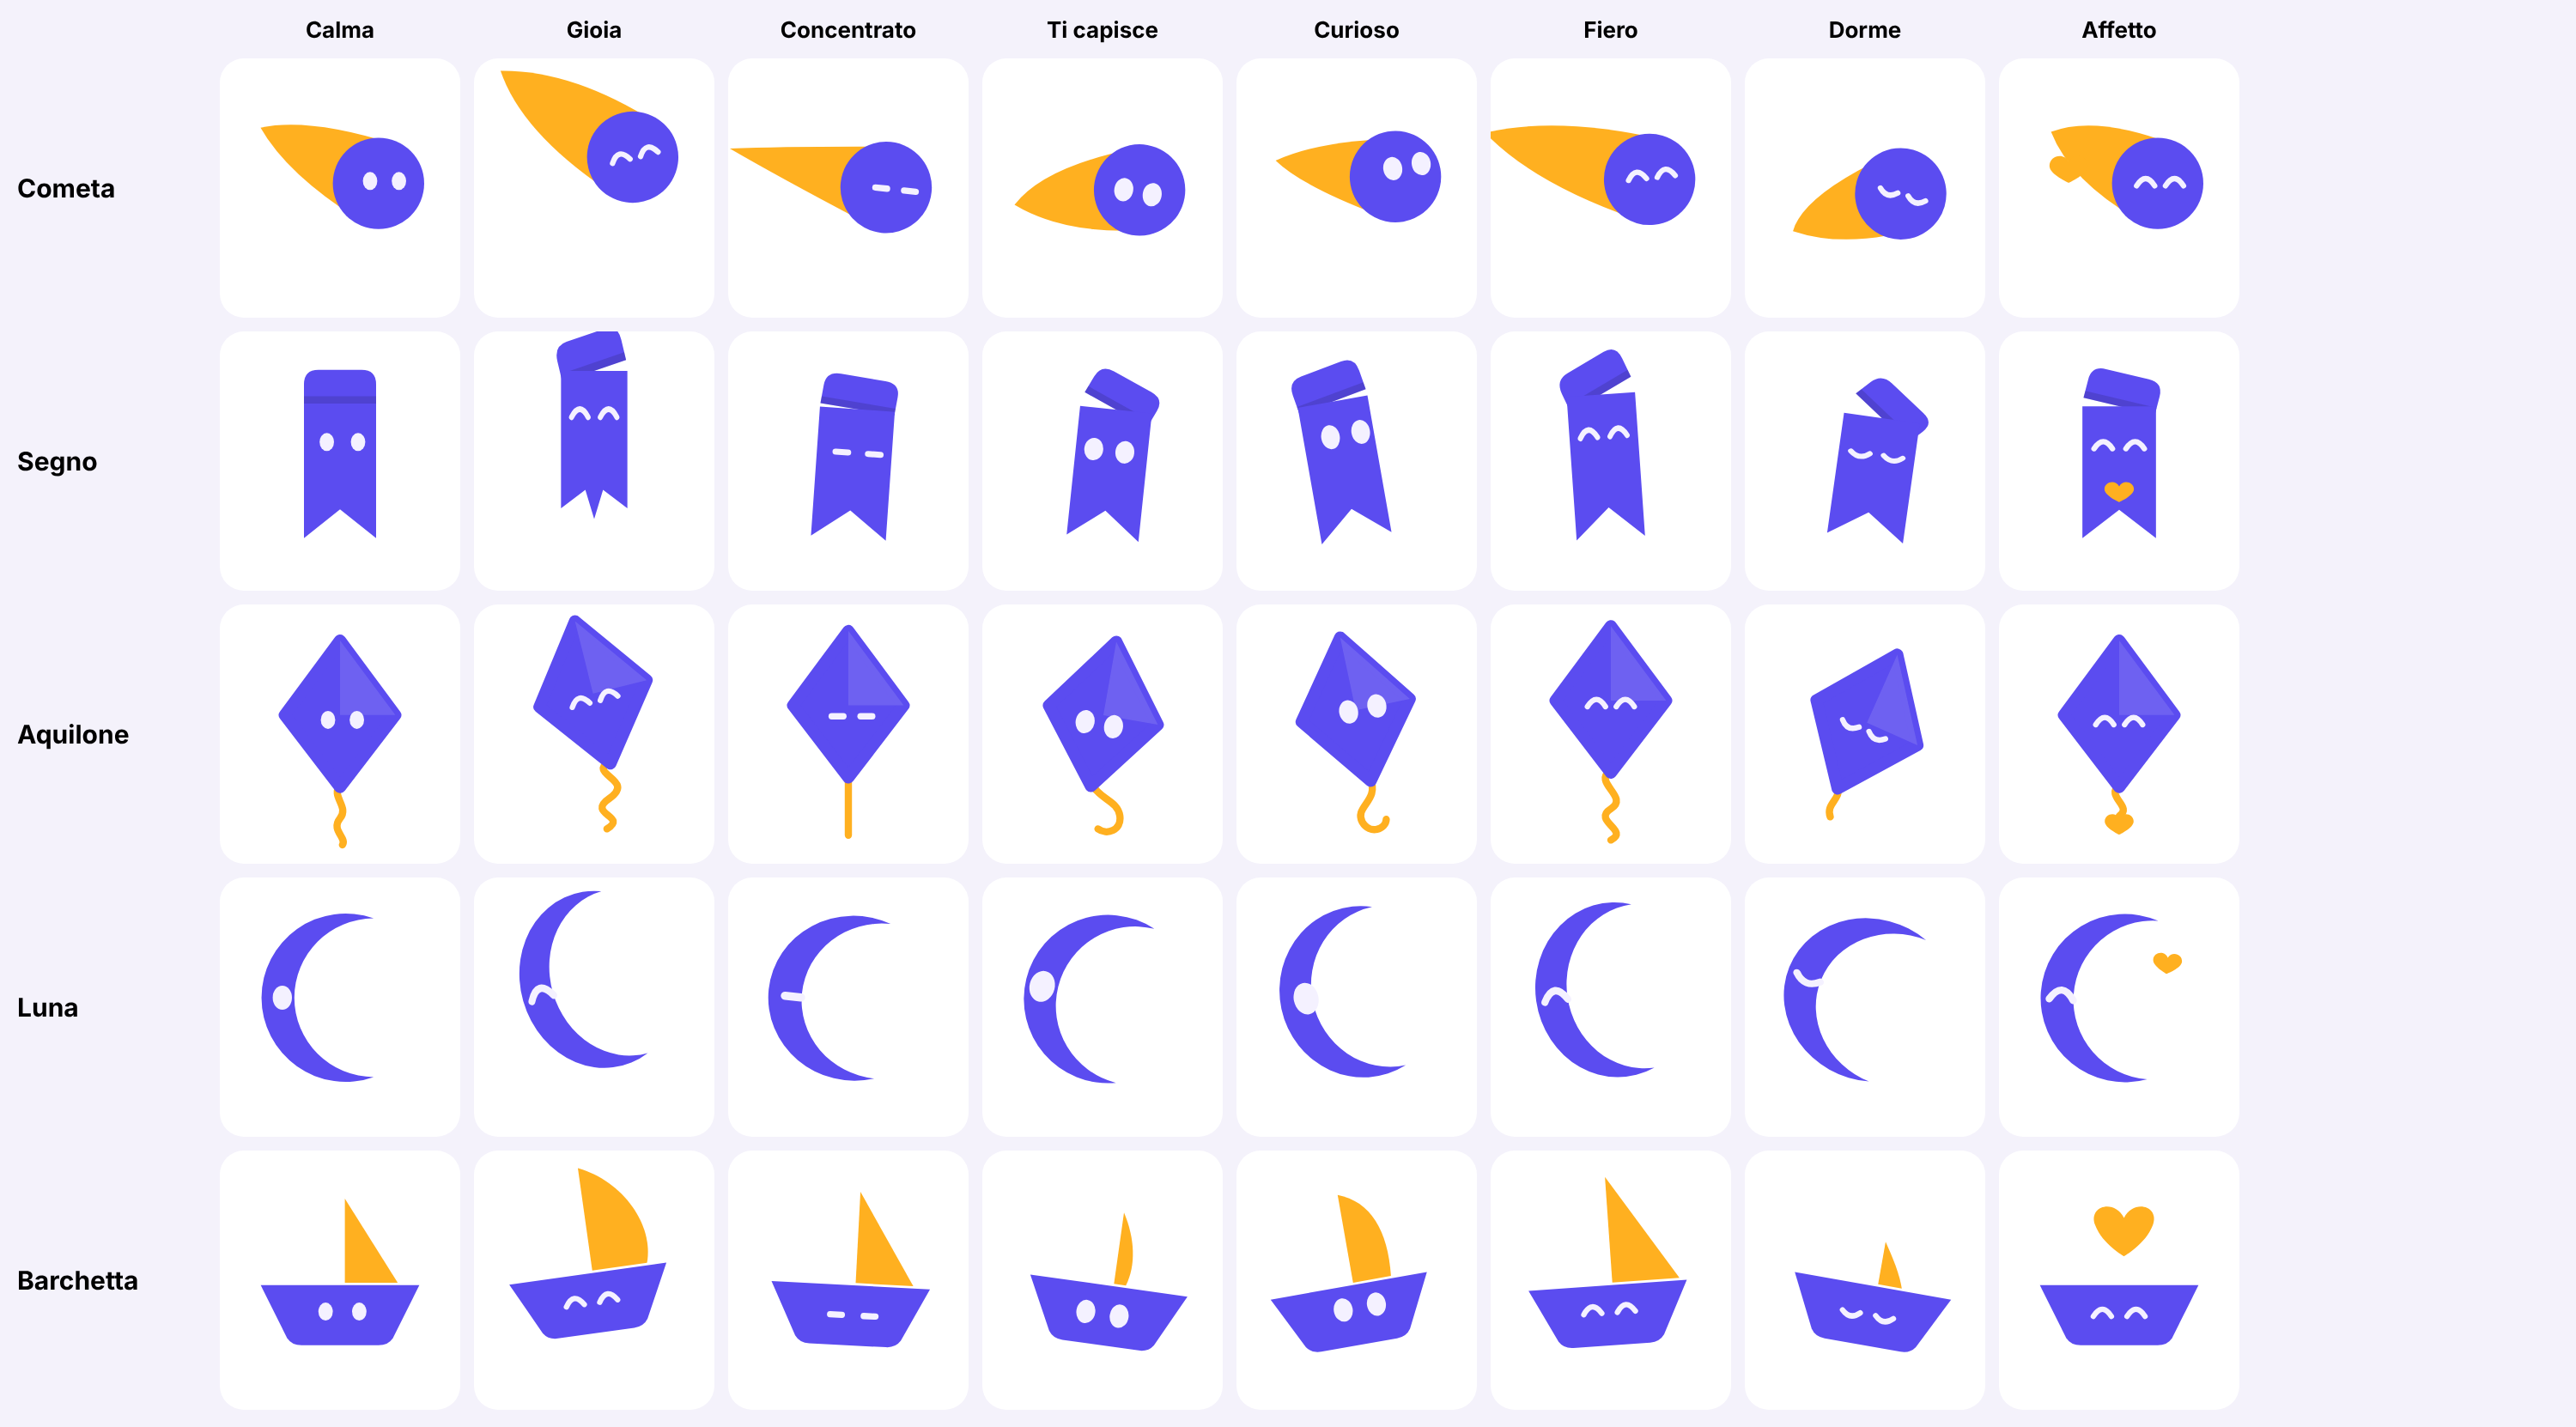 Calma Gioia Concentrato Ti capisce Curioso Fiero Dorme Affetto
Cometa
Segno
Aquilone
Luna
Barchetta